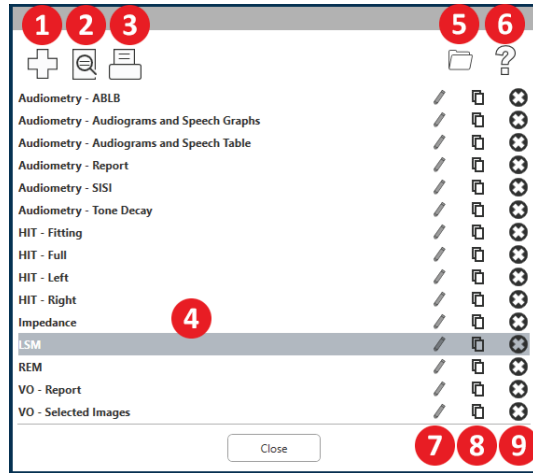 1 2 3 5 6
Audiometry - ABLB
Audiometry - Audiograms and Speech Graphs
Audiometry - Audiograms and Speech Table
Audiometry - Report
Audiometry - SISI
Audiometry - Tone Decay
HIT - Fitting
HIT - Full
HIT - Left
HIT - Right
4
Impedance
LSM
REM
VO - Report
VO - Selected Images
Close
7 8 9